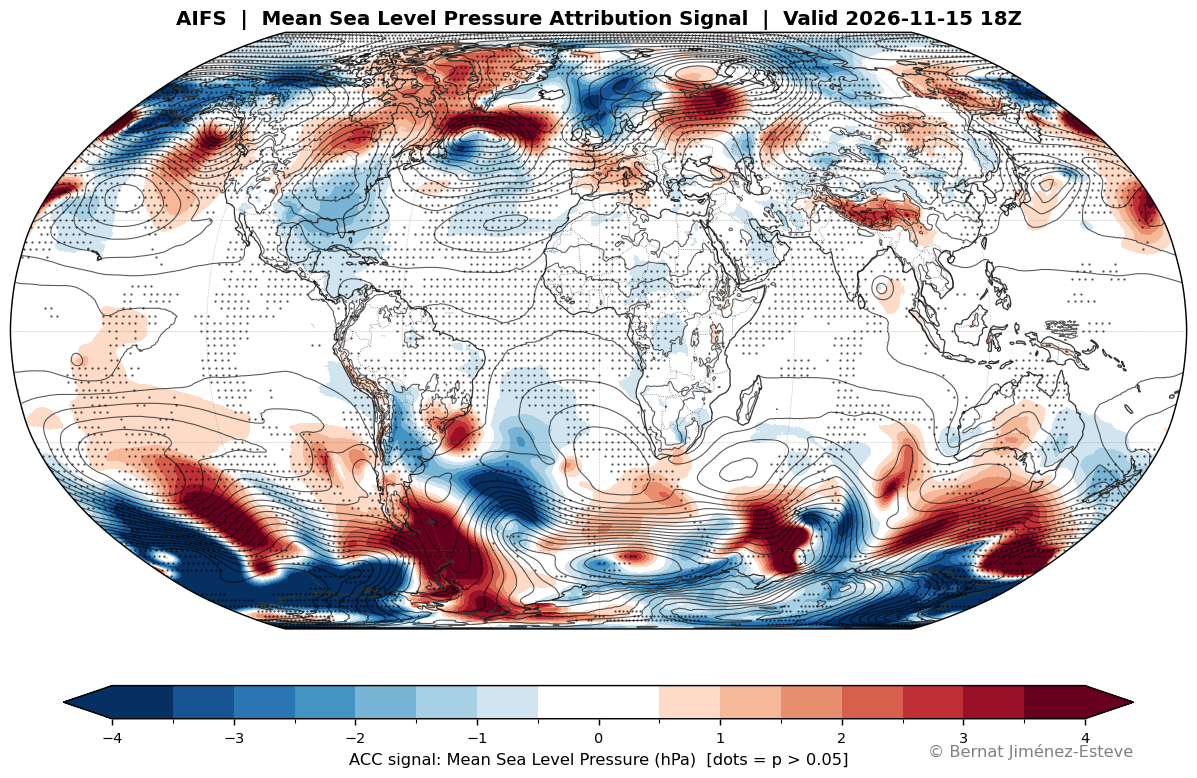 AIFS  |  Mean Sea Level Pressure Attribution Signal  |  Valid 2026-11-15 18Z
−4 −3 −2 −1 0 1 2 3 4
ACC signal: Mean Sea Level Pressure (hPa)  [dots = p > 0.05]
© Bernat Jiménez-Esteve